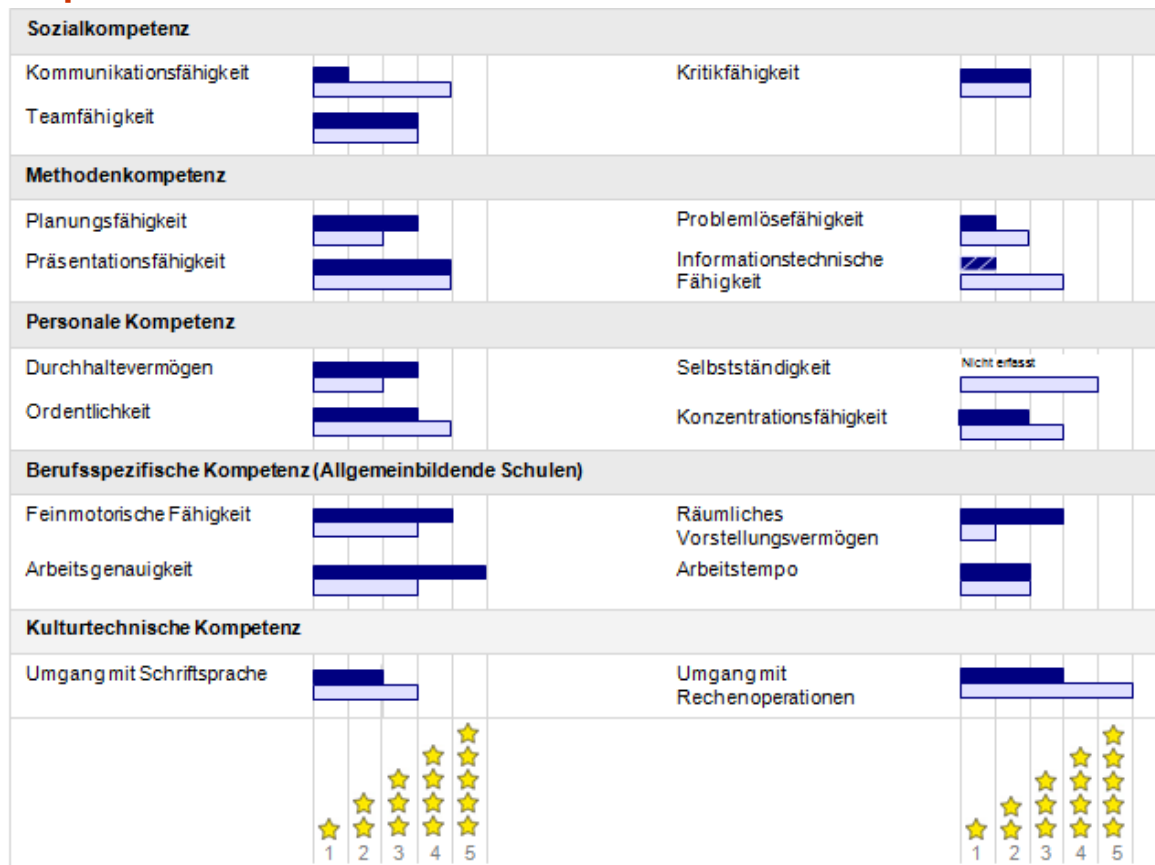 Sozialkompetenz
Kommunikationsfähigkeit
Kritikfähigkeit
Teamfähigkeit
Methodenkompetenz
Planungsfähigkeit
Problemlösefähigkeit
Präsentationsfähigkeit
Informationstechnische
Fähigkeit
Personale Kompetenz
Durchhaltevermögen
Selbstständigkeit
Nicht erfasst
Ordentlichkeit
Konzentrationsfähigkeit
Berufsspezifische Kompetenz (Allgemeinbildende Schulen)
Feinmotorische Fähigkeit
Räumliches
Vorstellungsvermögen
Arbeitsgenauigkeit
Arbeitstempo
Kulturtechnische Kompetenz
Umgang mit Schriftsprache
Umgang mit
Rechenoperationen
1 2 3 4 5
1 2 3 4 5